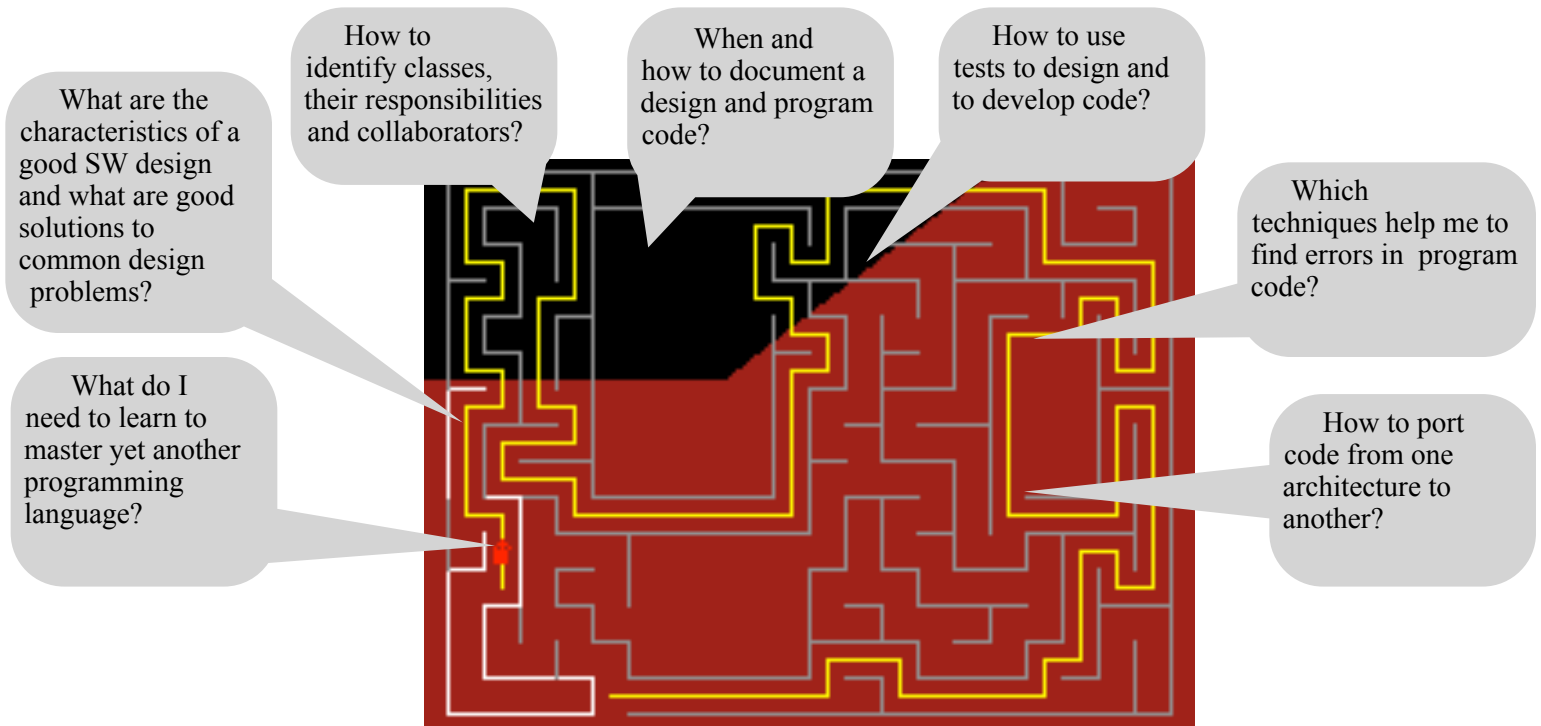 What are the
characteristics of a
good SW design
and what are good
solutions to
common design
problems?
How to
identify classes,
their responsibilities
and collaborators?
When and
how to document a
design and program
code?
How to use
tests to design and
to develop code?
Which
techniques help me to
find errors in program
code?
What do I
need to learn to
master yet another
programming
language?
How to port
code from one
architecture to
another?